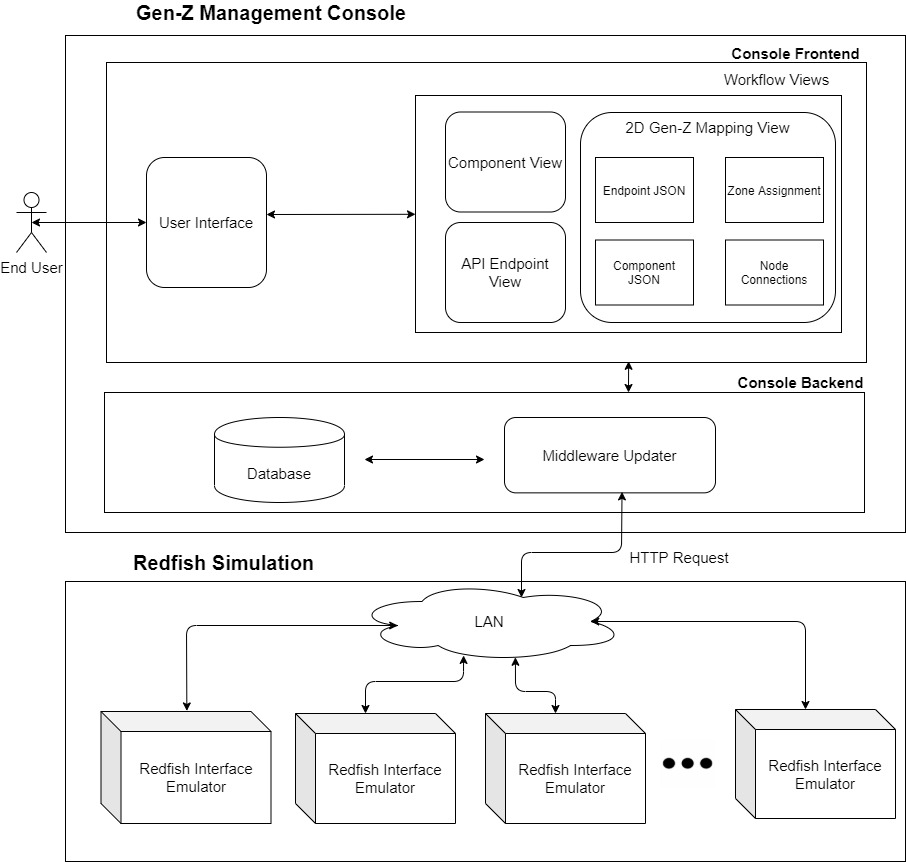 Gen-Z Management Console
Console Frontend
Workflow Views
Component View
2D Gen-Z Mapping View
Endpoint JSON
Zone Assignment
User Interface
API Endpoint
View
Component
JSON
Node
Connections
End User
Console Backend
Database
Middleware Updater
HTTP Request
Redfish Simulation
LAN
Redfish Interface
Emulator
Redfish Interface
Emulator
Redfish Interface
Emulator
Redfish Interface
Emulator